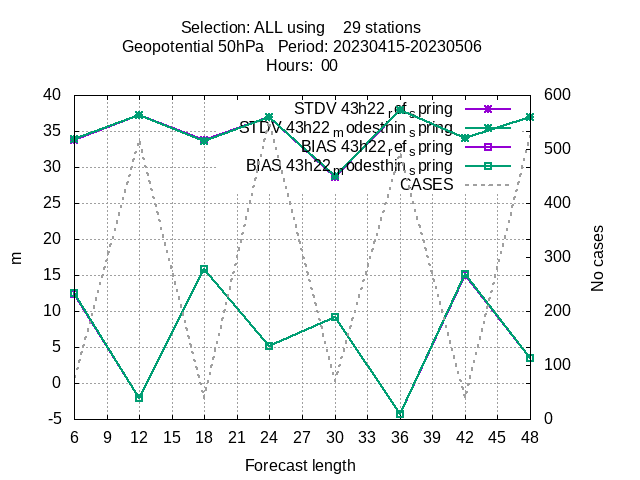 Selection: ALL using 29 stations
Geopotential 50hPa Period: 20230415-20230506
Hours: 00
STDV 43h22_ref_spring
STDV 43h22_modesthin_spring
BIAS 43h22_ref_spring
BIAS 43h22_modesthin_spring
CASES
40
35
30
25
20
15
10
5
0
-5
m
600
500
400
300
200
100
0
No cases
6 9 12 15 18 21 24 27 30 33 36 39 42 45 48
Forecast length